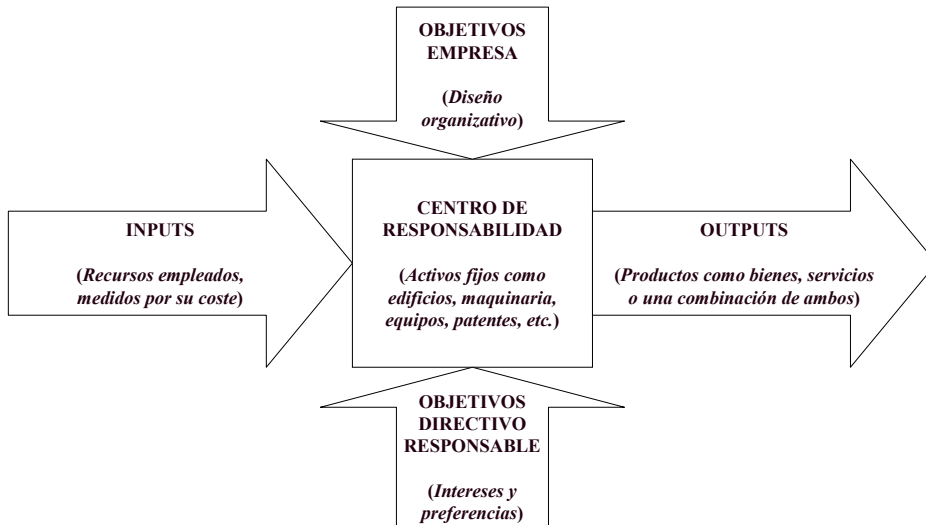 OBJETIVOS
EMPRESA
(Diseño
organizativo)
INPUTS
(Recursos empleados,
medidos por su coste)
CENTRO DE
RESPONSABILIDAD
(Activos fijos como
edificios, maquinaria,
equipos, patentes, etc.)
OUTPUTS
(Productos como bienes, servicios
o una combinación de ambos)
OBJETIVOS
DIRECTIVO
RESPONSABLE
(Intereses y
preferencias)